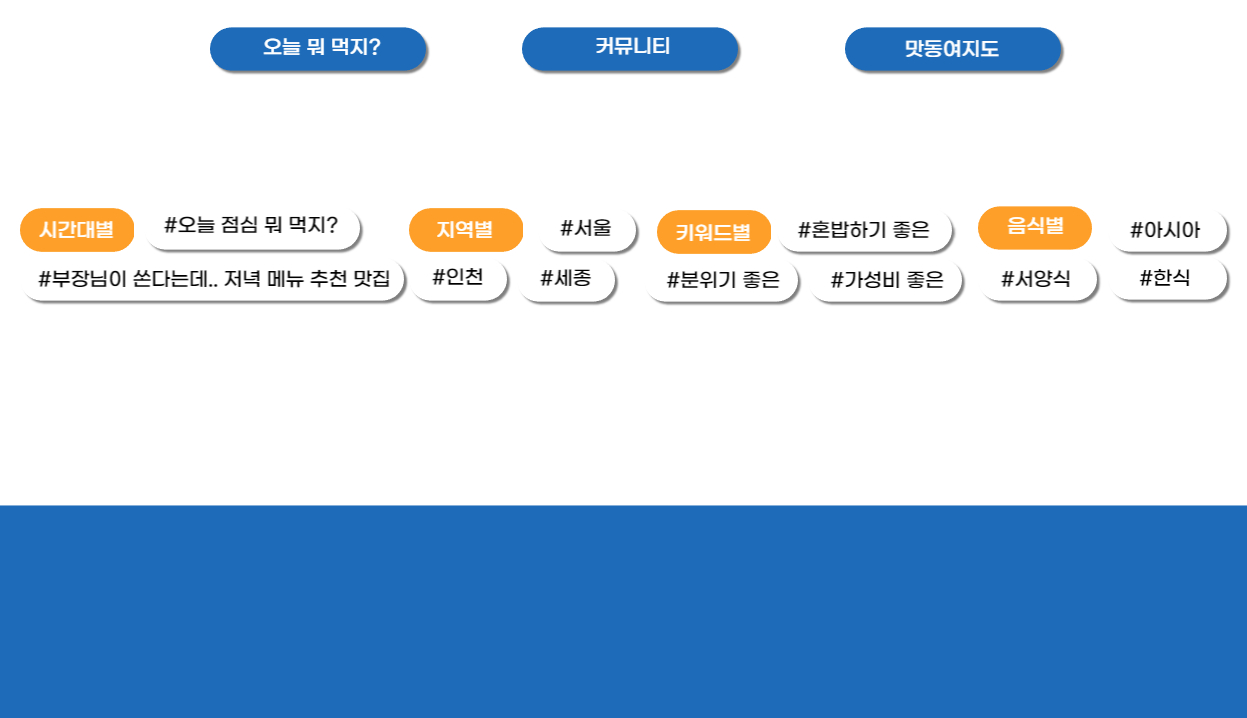 오늘 뭐 먹지?
커뮤니티
맛동여지도
시간대별
#오늘 점심 뭐 먹지?
#부장님이 쏜다는데.. 저녁 메뉴 추천 맛집
지역별
#서울
#인천
#세종
키워드별
#혼밥하기 좋은
#분위기 좋은
#가성비 좋은
음식별
#아시아
#서양식
#한식